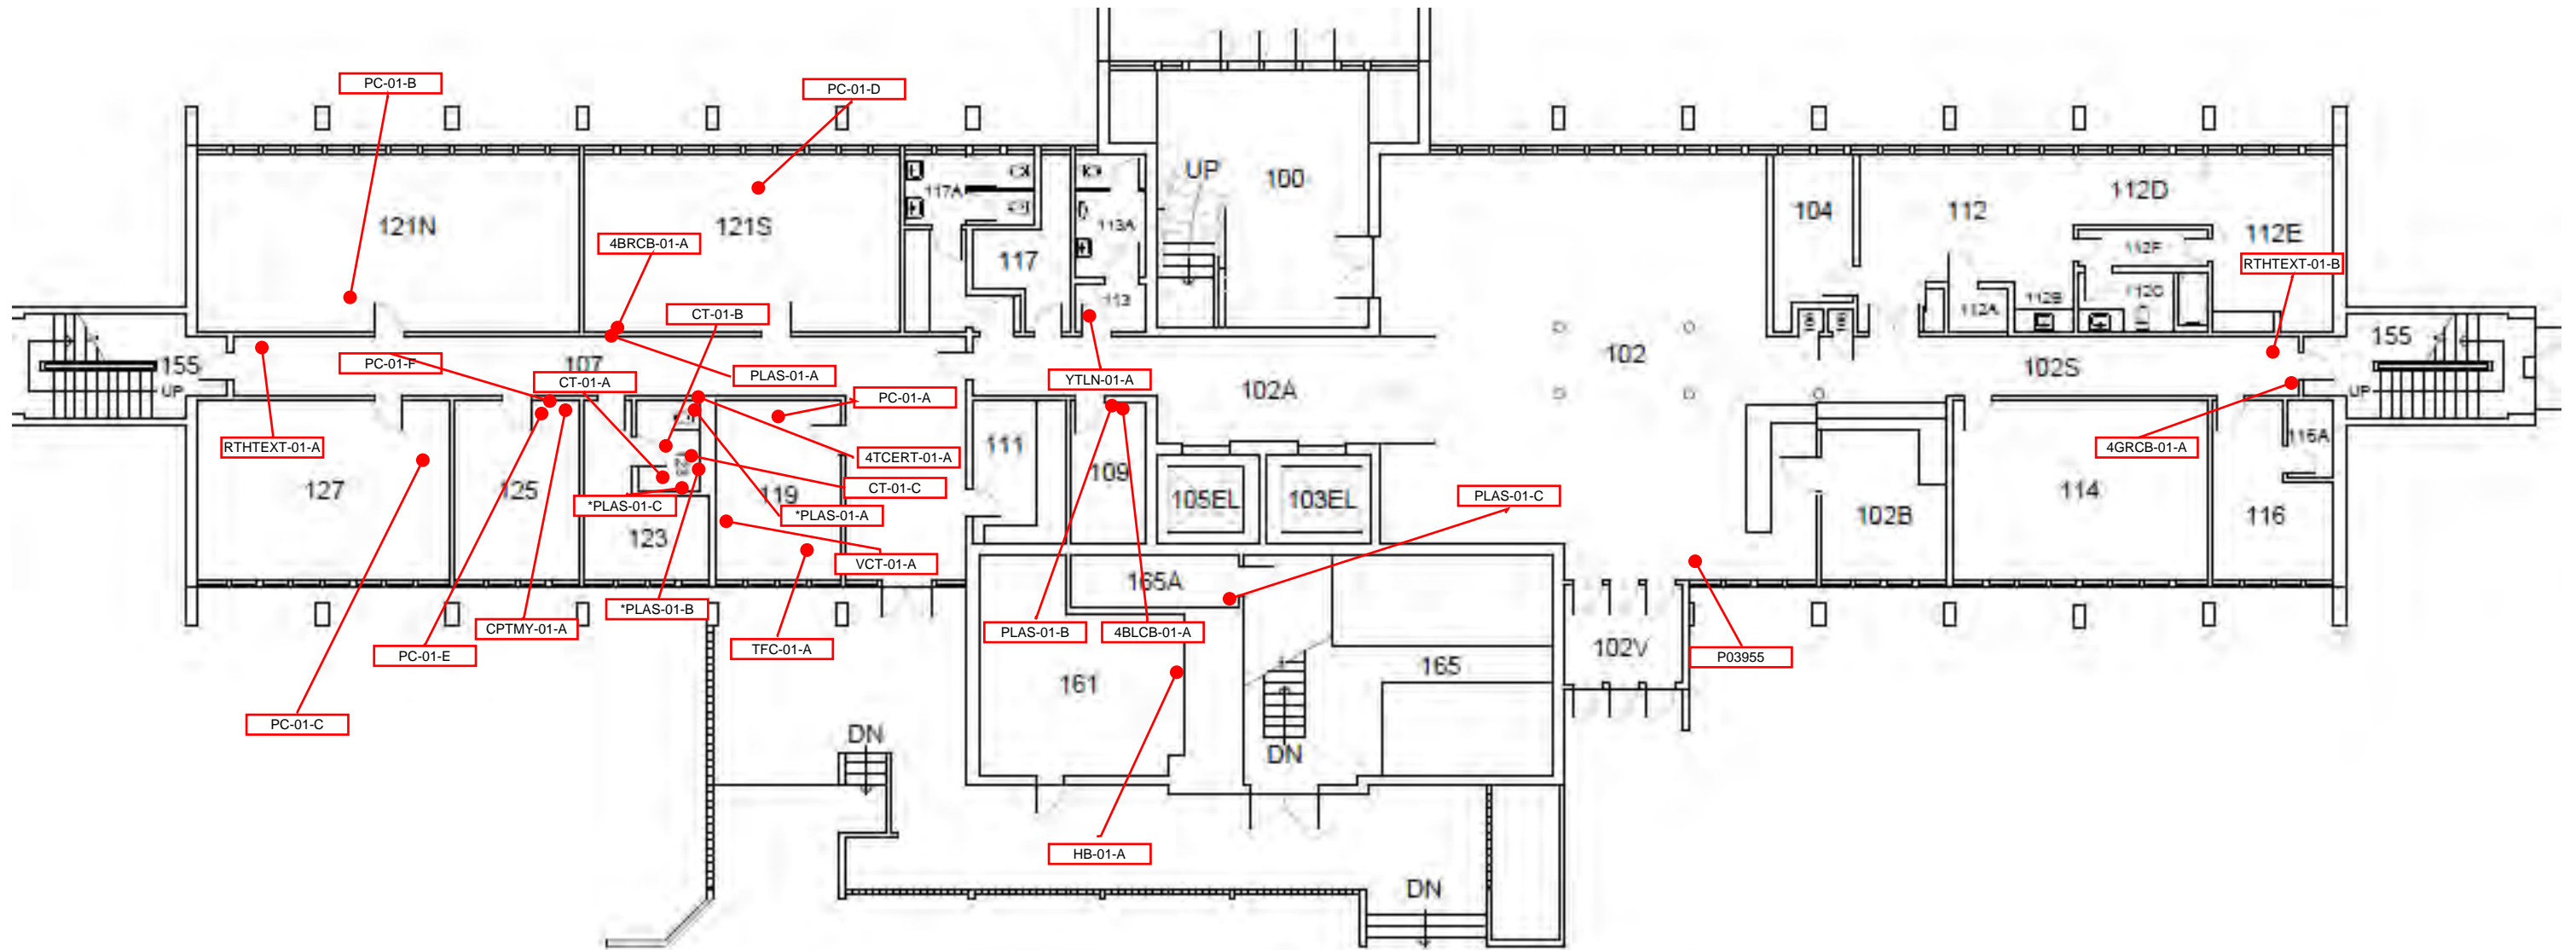 PC-01-B
PC-01-D
UP
100
117A
121N
121S
113A
104
112
112D
4BRCB-01-A
117
112F
112E
RTHTEXT-01-B
113
CT-01-B
112A
112B
112C
155
PC-01-F
107
CT-01-A
PLAS-01-A
YTLN-01-A
102A
102
102S
155
UP
UP
PC-01-A
RTHTEXT-01-A
111
4TCERT-01-A
109
4GRCB-01-A
116A
127
125
123
119
CT-01-C
105EL
103EL
PLAS-01-C
114
*PLAS-01-C
*PLAS-01-A
102B
116
123
VCT-01-A
165A
*PLAS-01-B
CPTMY-01-A
PLAS-01-B
4BLCB-01-A
PC-01-E
TFC-01-A
102V
P03955
161
165
PC-01-C
DN
DN
HB-01-A
DN